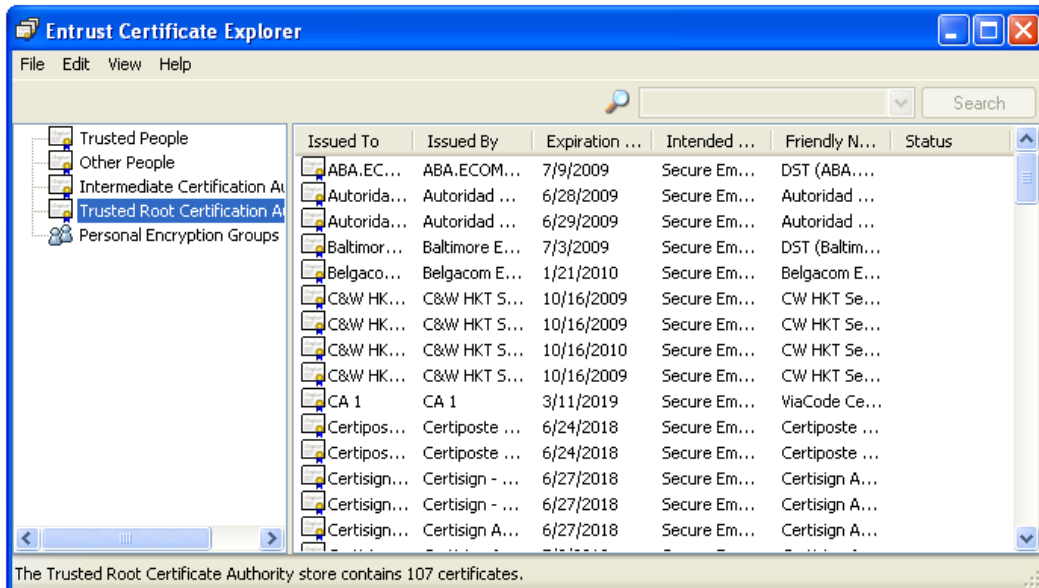 Entrust Certificate Explorer
File Edit View Help
Search
Trusted People
Other People
Intermediate Certification Au
Trusted Root Certification A
Personal Encryption Groups
Issued To Issued By Expiration ... Intended ... Friendly N... Status
ABA.EC... ABA.ECOM... 7/9/2009 Secure Em... DST (ABA....
Autorida... Autoridad ... 6/28/2009 Secure Em... Autoridad ...
Autorida... Autoridad ... 6/29/2009 Secure Em... Autoridad ...
Baltimor... Baltimore E... 7/3/2009 Secure Em... DST (Baltim...
Belgaco... Belgacom E... 1/21/2010 Secure Em... Belgacom E...
C&W HK... C&W HKT S... 10/16/2009 Secure Em... CW HKT Se...
C&W HK... C&W HKT S... 10/16/2009 Secure Em... CW HKT Se...
C&W HK... C&W HKT S... 10/16/2010 Secure Em... CW HKT Se...
C&W HK... C&W HKT S... 10/16/2009 Secure Em... CW HKT Se...
CA 1 CA 1 3/11/2019 Secure Em... ViaCode Ce...
Certipos... Certiposte ... 6/24/2018 Secure Em... Certiposte ...
Certipos... Certiposte ... 6/24/2018 Secure Em... Certiposte ...
Certisign... Certisign - ... 6/27/2018 Secure Em... Certisign A...
Certisign... Certisign - ... 6/27/2018 Secure Em... Certisign A...
Certisign... Certisign A... 6/27/2018 Secure Em... Certisign A...
The Trusted Root Certificate Authority store contains 107 certificates.